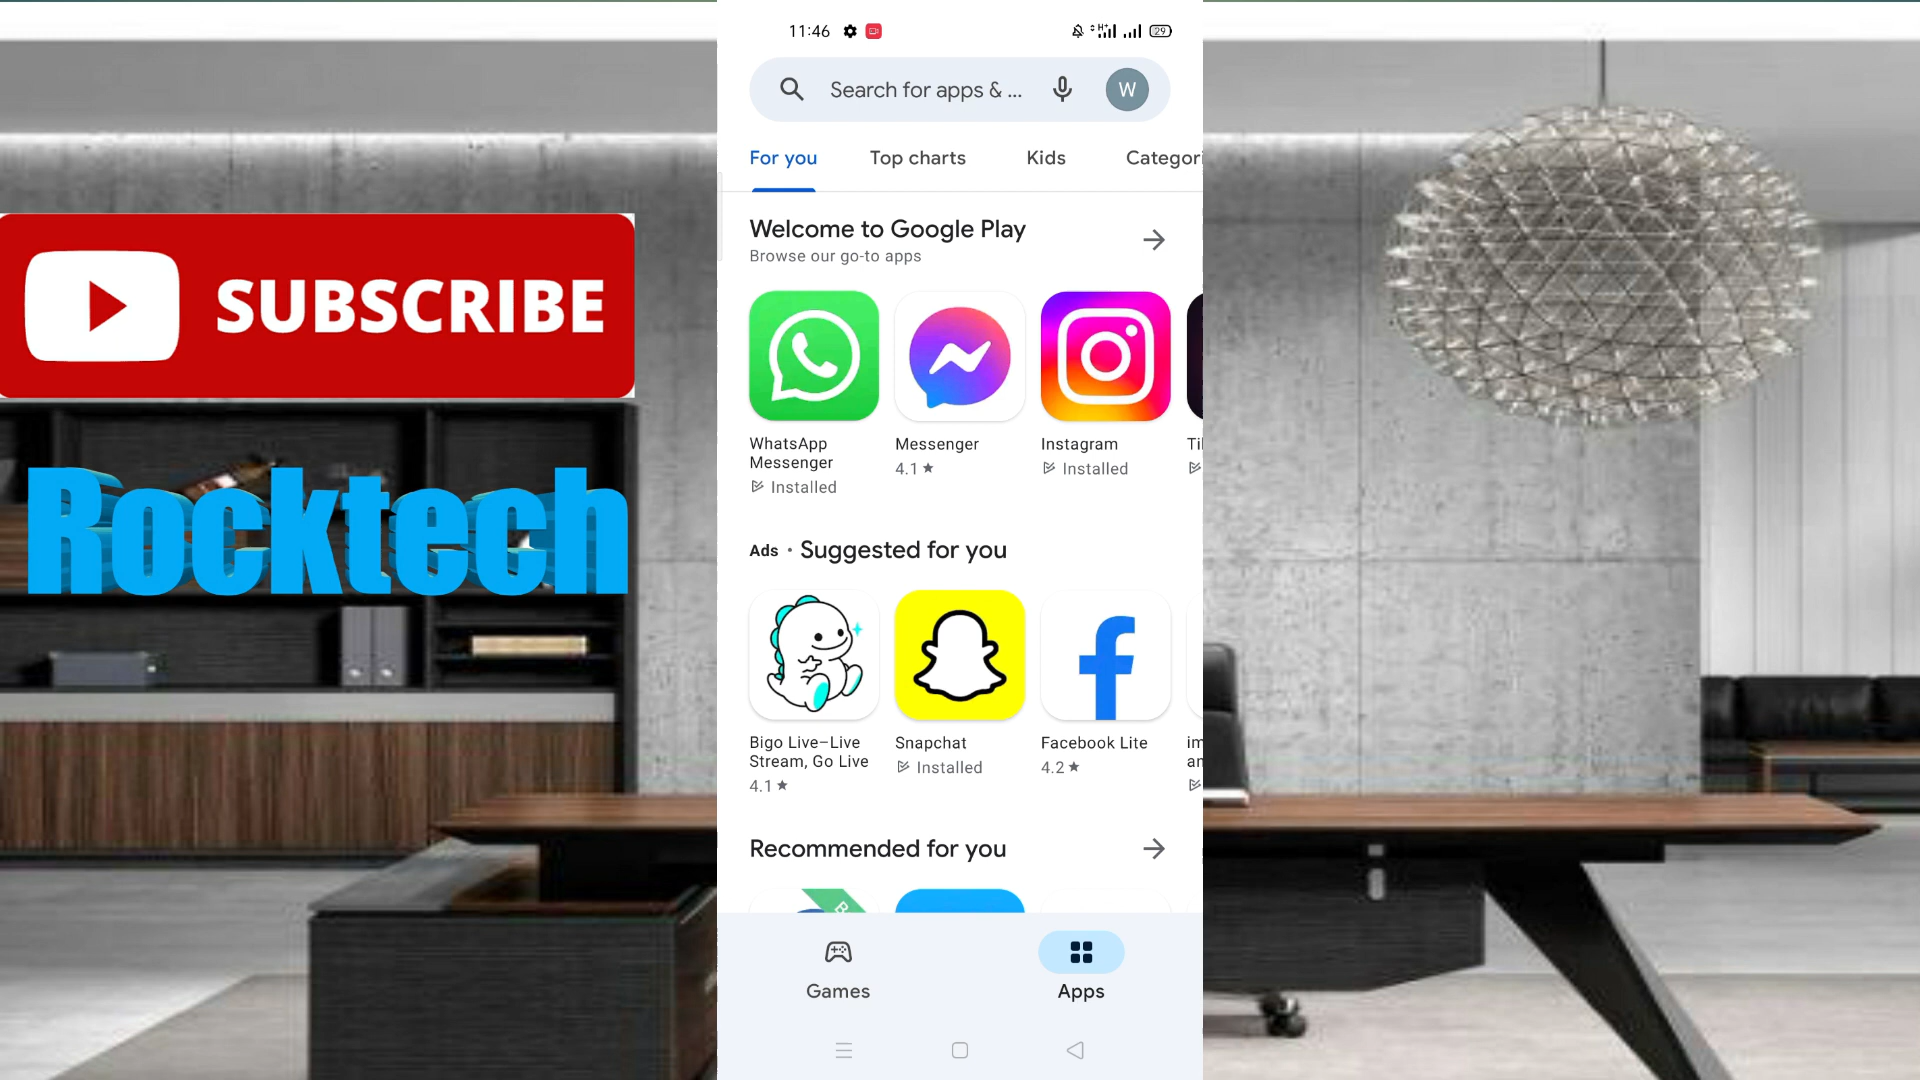 11:46
29
Search for apps & ...
W
For you
Top charts
Kids
Categori
Welcome to Google Play
Browse our go-to apps
WhatsApp
Messenger
Installed
Messenger
4.1
Instagram
Installed
Ads • Suggested for you
Bigo Live–Live
Stream, Go Live
4.1
Snapchat
Installed
Facebook Lite
4.2
Recommended for you
Games
Apps
SUBSCRIBE
Rocktech